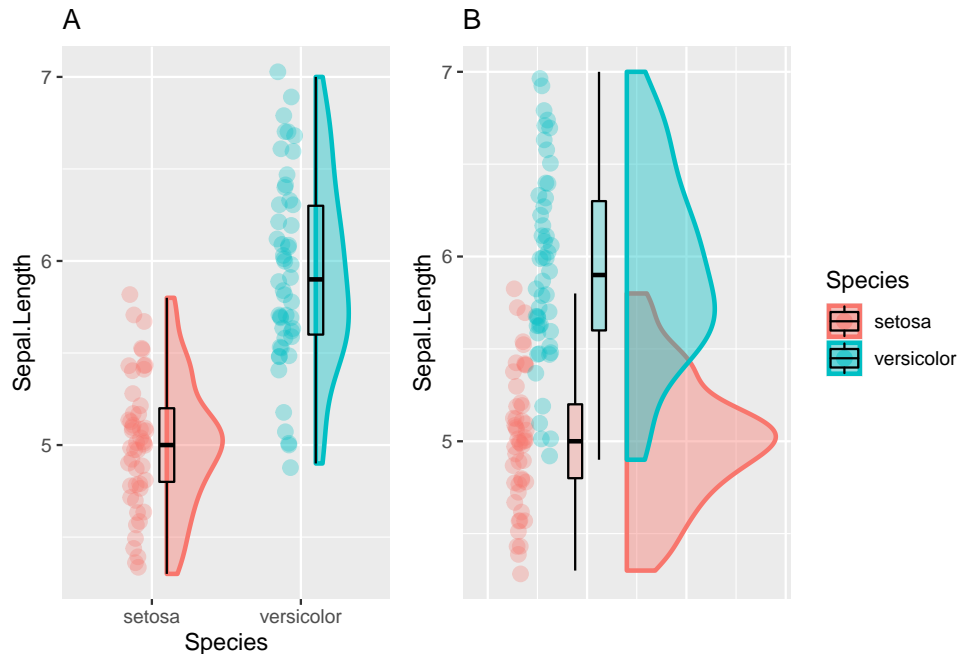 A
Sepal.Length
7
6
5
setosa
versicolor
Species
B
Sepal.Length
7
6
5
Species
setosa
versicolor